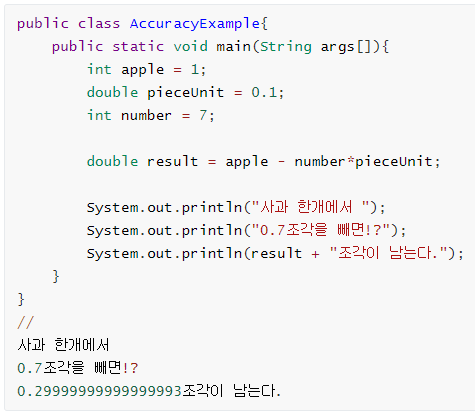 public class AccuracyExample{
public static void main(String args[]){
int apple = 1;
double pieceUnit = 0.1;
int number = 7;
double result = apple - number*pieceUnit;
System.out.println("사과 한개에서 ");
System.out.println("0.7조각을 빼면!?");
System.out.println(result + "조각이 남는다.");
}
}
//
사과 한개에서
0.7조각을 빼면!?
0.29999999999999993조각이 남는다.